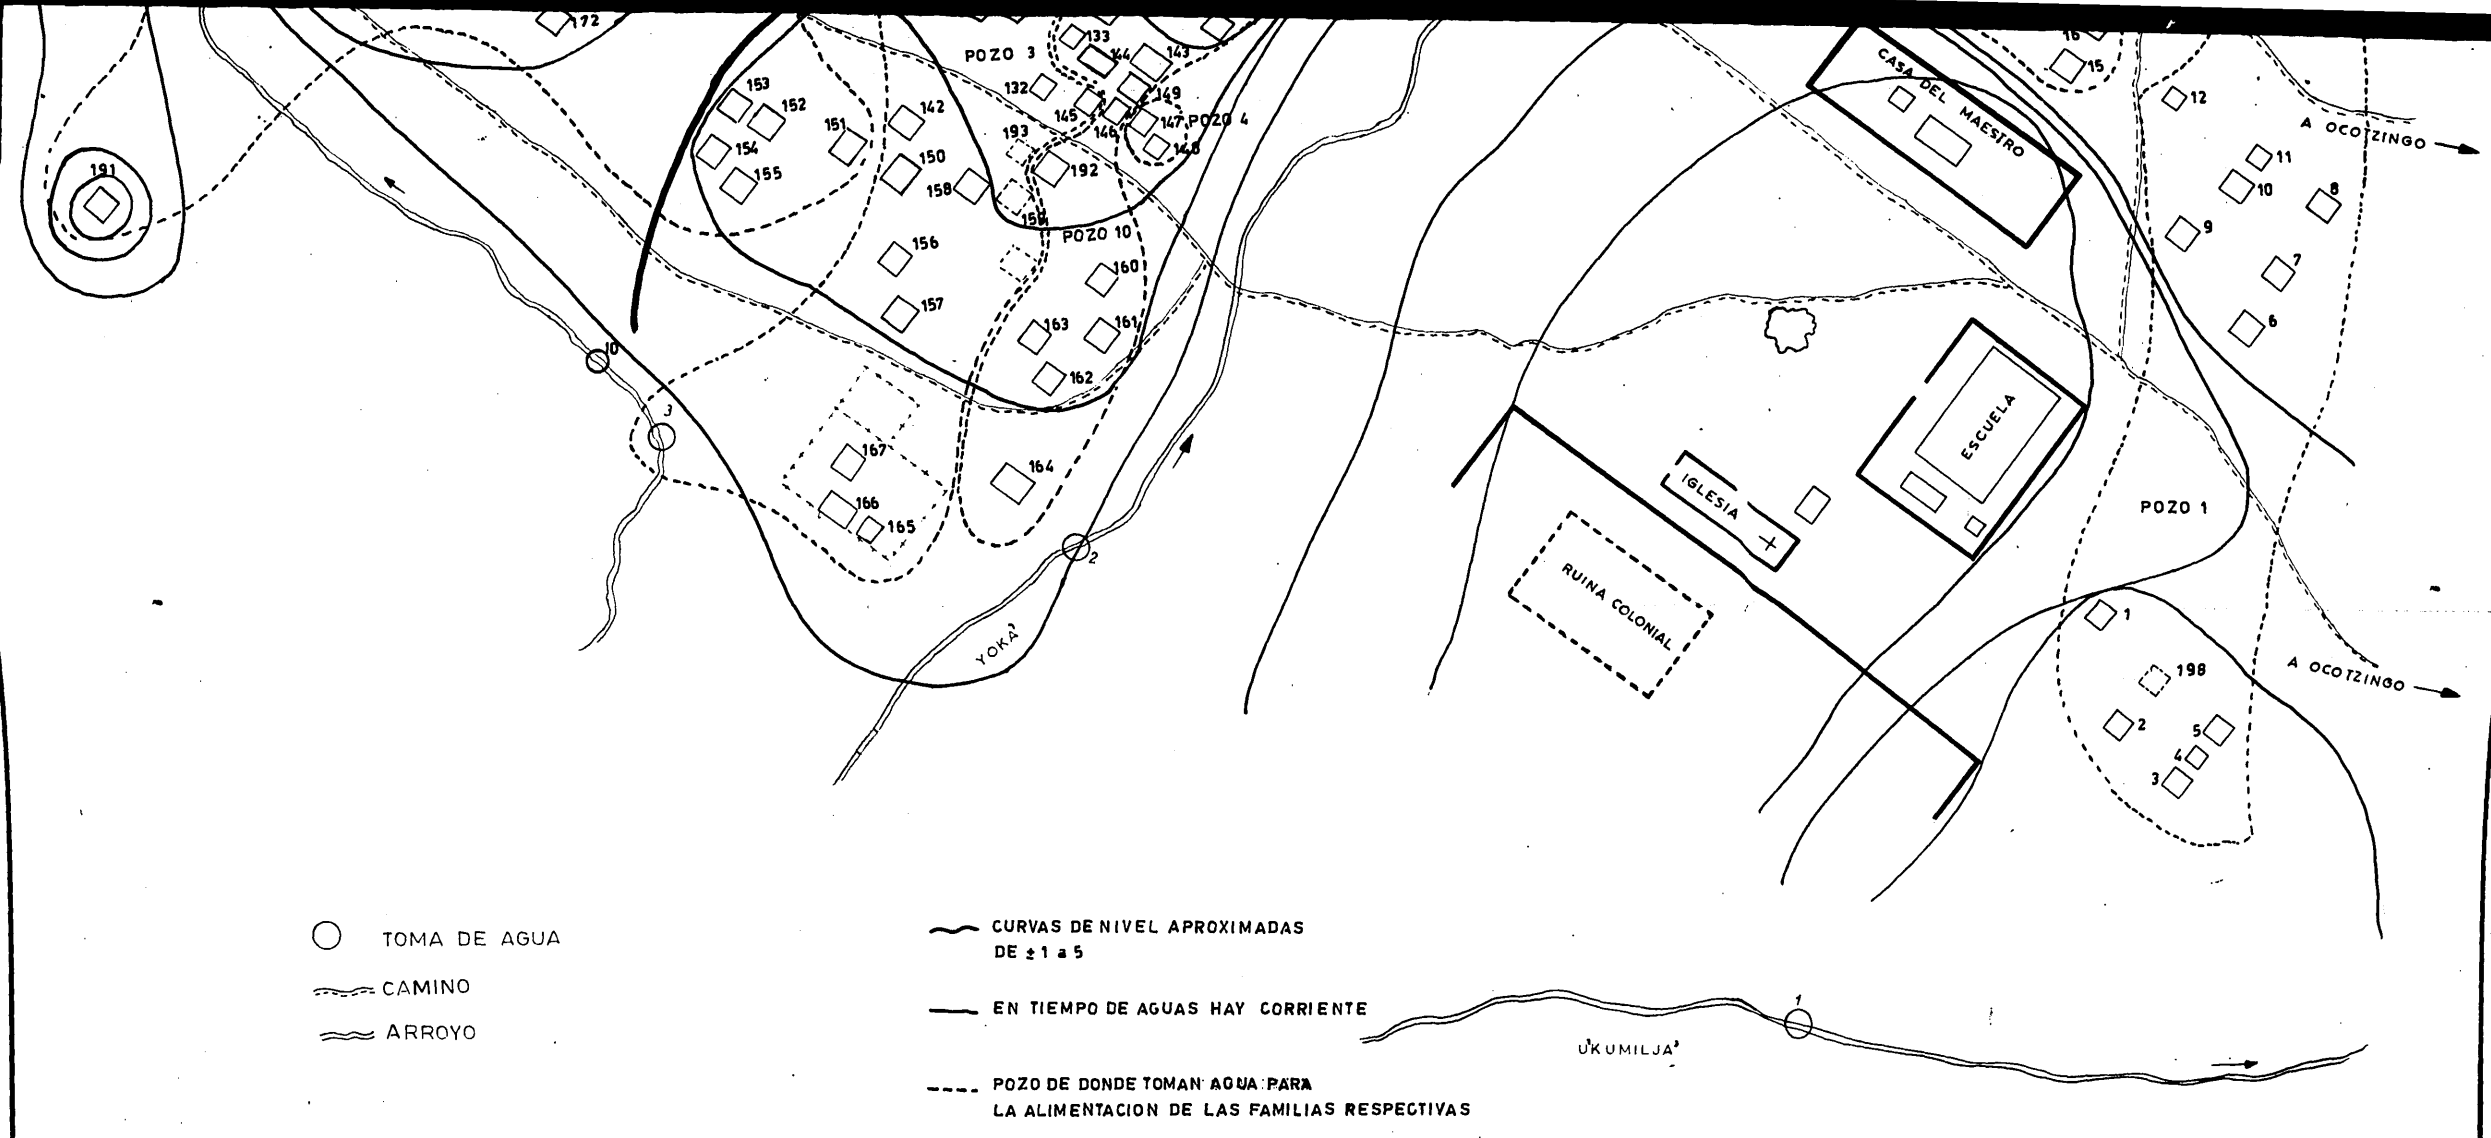 172
133
POZO 3
144
143
132
149
145
146
147
POZO 4
148
153
152
151
142
193
154
150
192
155
158
159
POZO 10
156
160
157
163
161
162
191
10
3
167
166
165
164
2
YOKA'
CASA DEL MAESTRO
16
15
12
A OCOTZINGO
11
10
8
9
7
6
ESCUELA
IGLESIA
RUINA COLONIAL
POZO 1
1
198
A OCOTZINGO
2
5
4
3
TOMA DE AGUA
CAMINO
ARROYO
CURVAS DE NIVEL APROXIMADAS
DE ±1 a 5
EN TIEMPO DE AGUAS HAY CORRIENTE
POZO DE DONDE TOMAN AGUA PARA
LA ALIMENTACION DE LAS FAMILIAS RESPECTIVAS
1
U'KUMILJA'